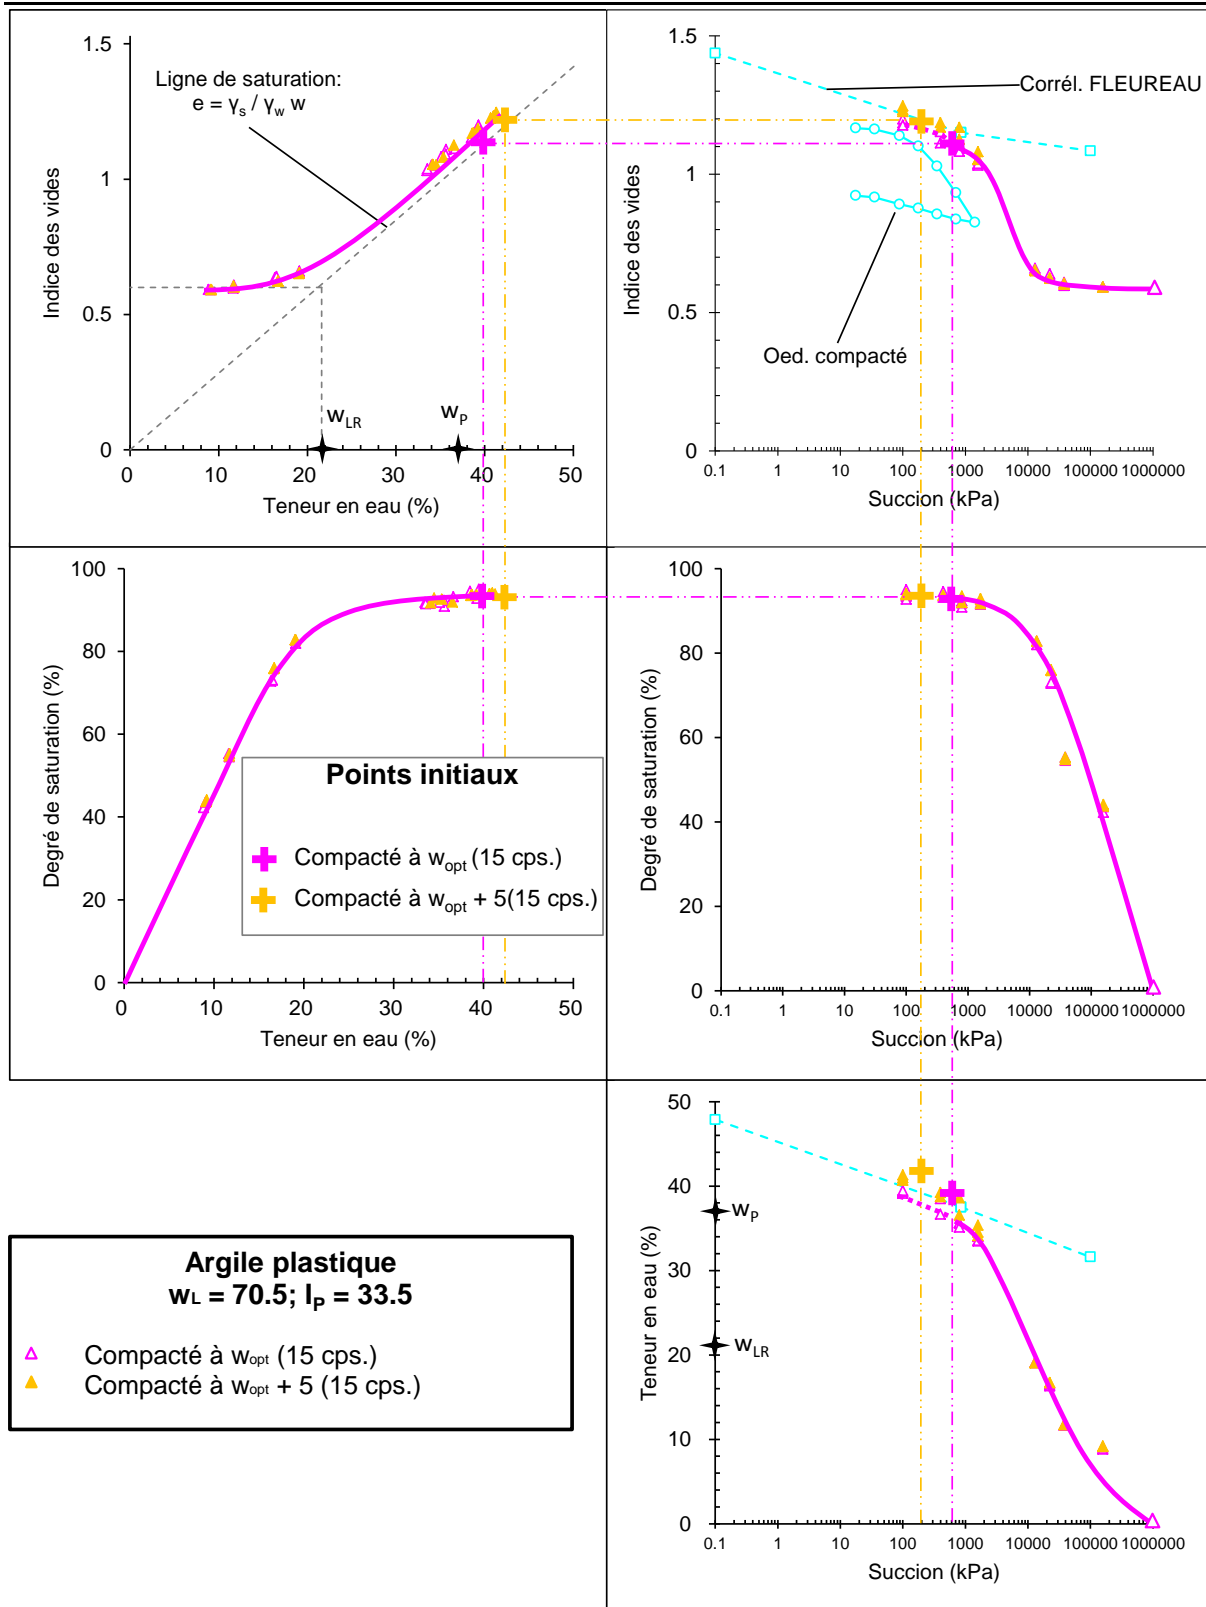 1.5
1
0.5
0
Indice des vides
Ligne de saturation:
e = γs / γw w
wLR
wP
0
10
20
30
40
50
Teneur en eau (%)
1.5
1
0.5
0
Indice des vides
Corrél. FLEUREAU
Oed. compacté
0.1
1
10
100
1000
10000
100000
1000000
Succion (kPa)
100
80
60
40
20
0
Degré de saturation (%)
Points initiaux
Compacté à wopt (15 cps.)
Compacté à wopt + 5(15 cps.)
0
10
20
30
40
50
Teneur en eau (%)
100
80
60
40
20
0
Degré de saturation (%)
0.1
1
10
100
1000
10000
100000
1000000
Succion (kPa)
Argile plastique
wL = 70.5; IP = 33.5
Compacté à wopt (15 cps.)
Compacté à wopt + 5 (15 cps.)
50
40
30
20
10
0
Teneur en eau (%)
wP
wLR
0.1
1
10
100
1000
10000
100000
1000000
Succion (kPa)